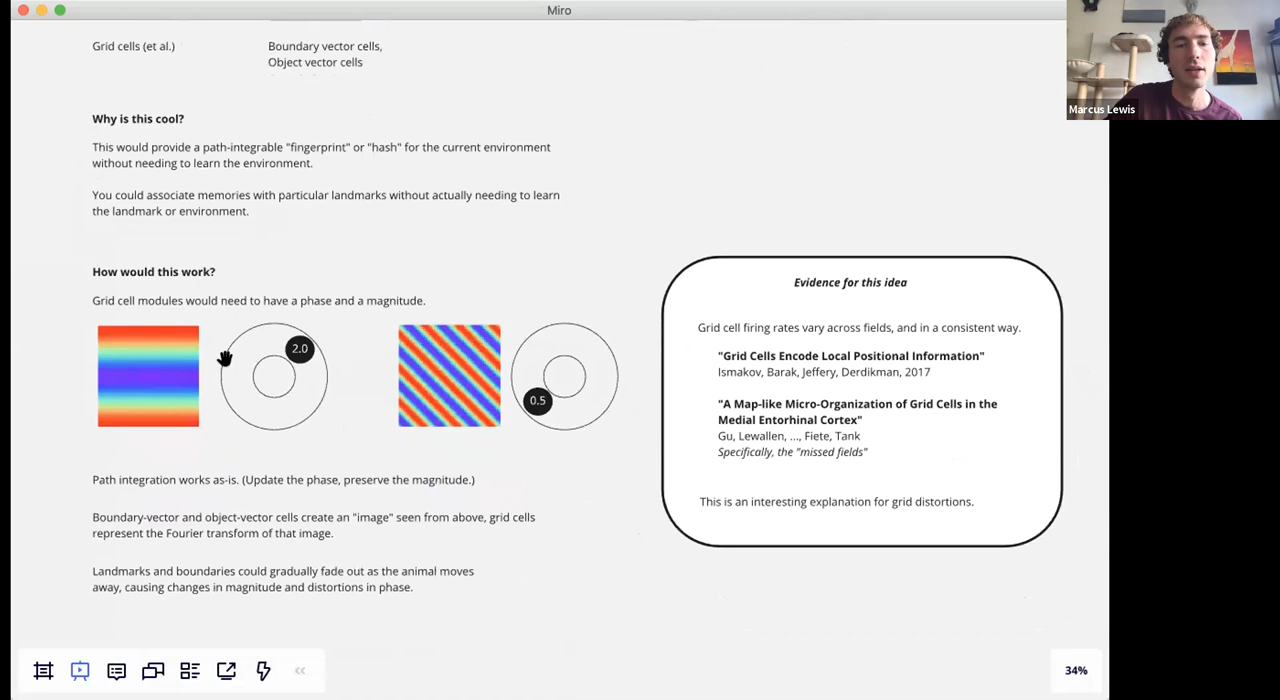 Miro
Grid cells (et al.)
Boundary vector cells,
Object vector cells
Marcus Lewis
Why is this cool?
This would provide a path-integrable "fingerprint" or "hash" for the current environment
without needing to learn the environment.
You could associate memories with particular landmarks without actually needing to learn
the landmark or environment.
How would this work?
Grid cell modules would need to have a phase and a magnitude.
2.0
0.5
Path integration works as-is. (Update the phase, preserve the magnitude.)
Boundary-vector and object-vector cells create an "image" seen from above, grid cells
represent the Fourier transform of that image.
Landmarks and boundaries could gradually fade out as the animal moves
away, causing changes in magnitude and distortions in phase.
Evidence for this idea
Grid cell firing rates vary across fields, and in a consistent way.
"Grid Cells Encode Local Positional Information"
Ismakov, Barak, Jeffery, Derdikman, 2017
"A Map-like Micro-Organization of Grid Cells in the
Medial Entorhinal Cortex"
Gu, Lewallen, ..., Fiete, Tank
Specifically, the "missed fields"
This is an interesting explanation for grid distortions.
34%